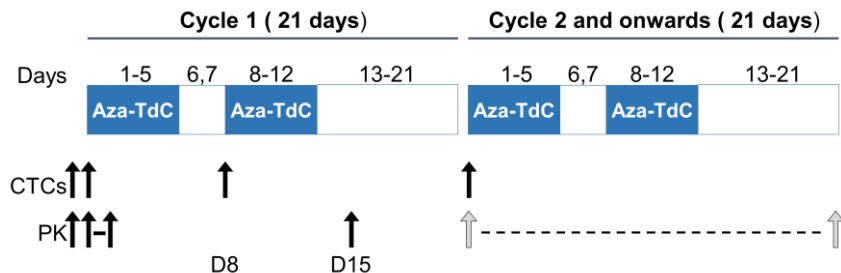 Cycle 1 ( 21 days) Cycle 2 and onwards ( 21 days)
Days 1-5 6,7 8-12 13-21 1-5 6,7 8-12 13-21
Aza-TdC Aza-TdC Aza-TdC Aza-TdC
CTCs
PK
D8 D15